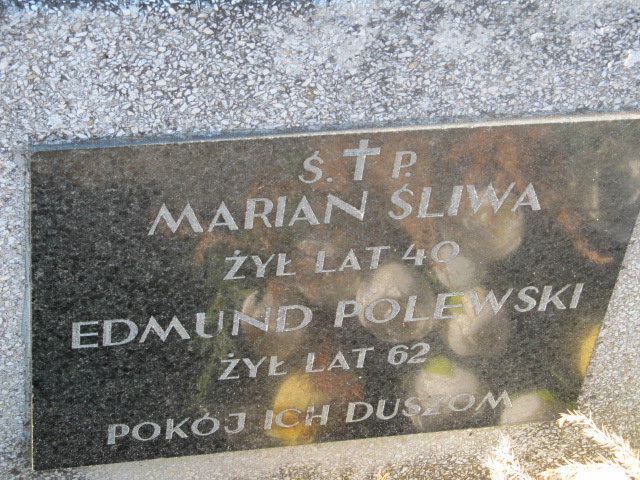 Ś. ✝ P.
MARIAN ŚLIWA
ŻYŁ LAT 40
EDMUND POLEWSKI
ŻYŁ LAT 62
POKÓJ ICH DUSZOM